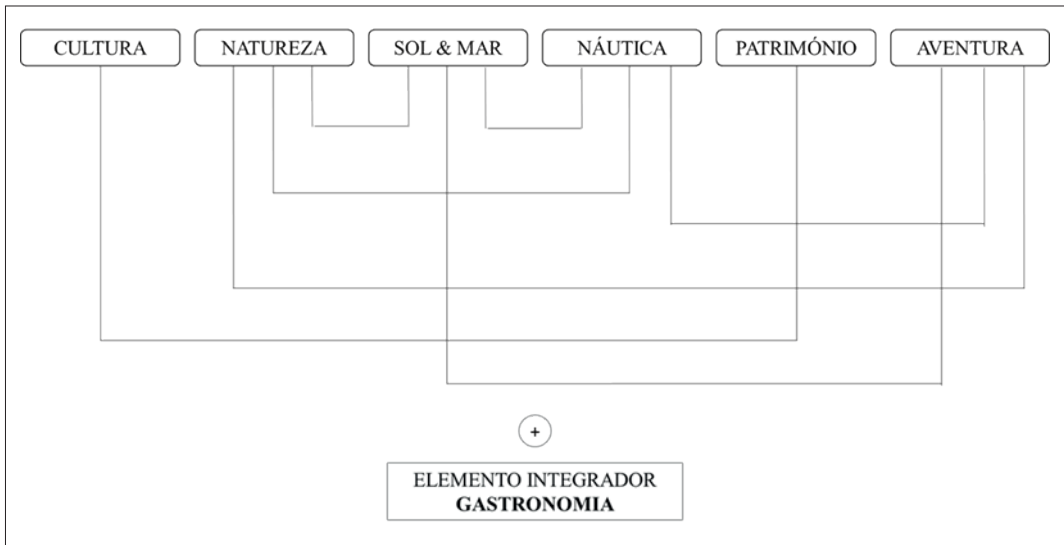 CULTURA
NATUREZA
SOL & MAR
NÁUTICA
PATRIMÓNIO
AVENTURA
+
ELEMENTO INTEGRADOR
GASTRONOMIA